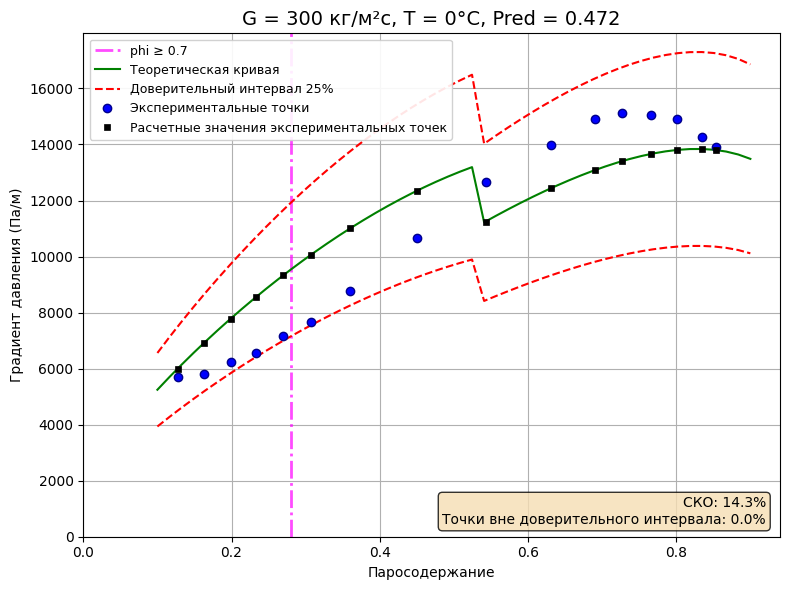 G = 300 кг/м²с, T = 0°C, Pred = 0.472
phi ≥ 0.7
Теоретическая кривая
Доверительный интервал 25%
Экспериментальные точки
Расчетные значения экспериментальных точек
Градиент давления (Па/м)
16000
14000
12000
10000
8000
6000
4000
2000
0
0.0
0.2
0.4
0.6
0.8
Паросодержание
СКО: 14.3%
Точки вне доверительного интервала: 0.0%